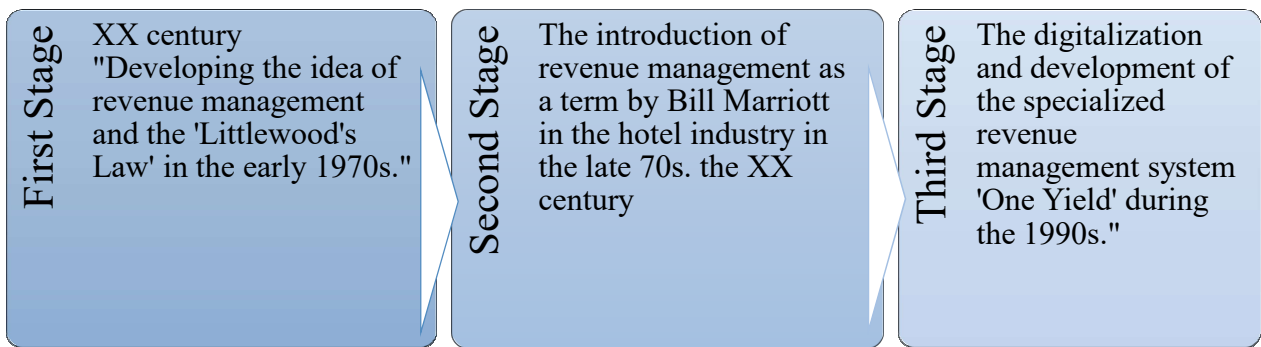 First Stage
XX century
"Developing the idea of
revenue management
and the 'Littlewood's
Law' in the early 1970s."
Second Stage
The introduction of
revenue management as
a term by Bill Marriott
in the hotel industry in
the late 70s. the XX
century
Third Stage
The digitalization
and development of
the specialized
revenue
management system
'One Yield' during
the 1990s."